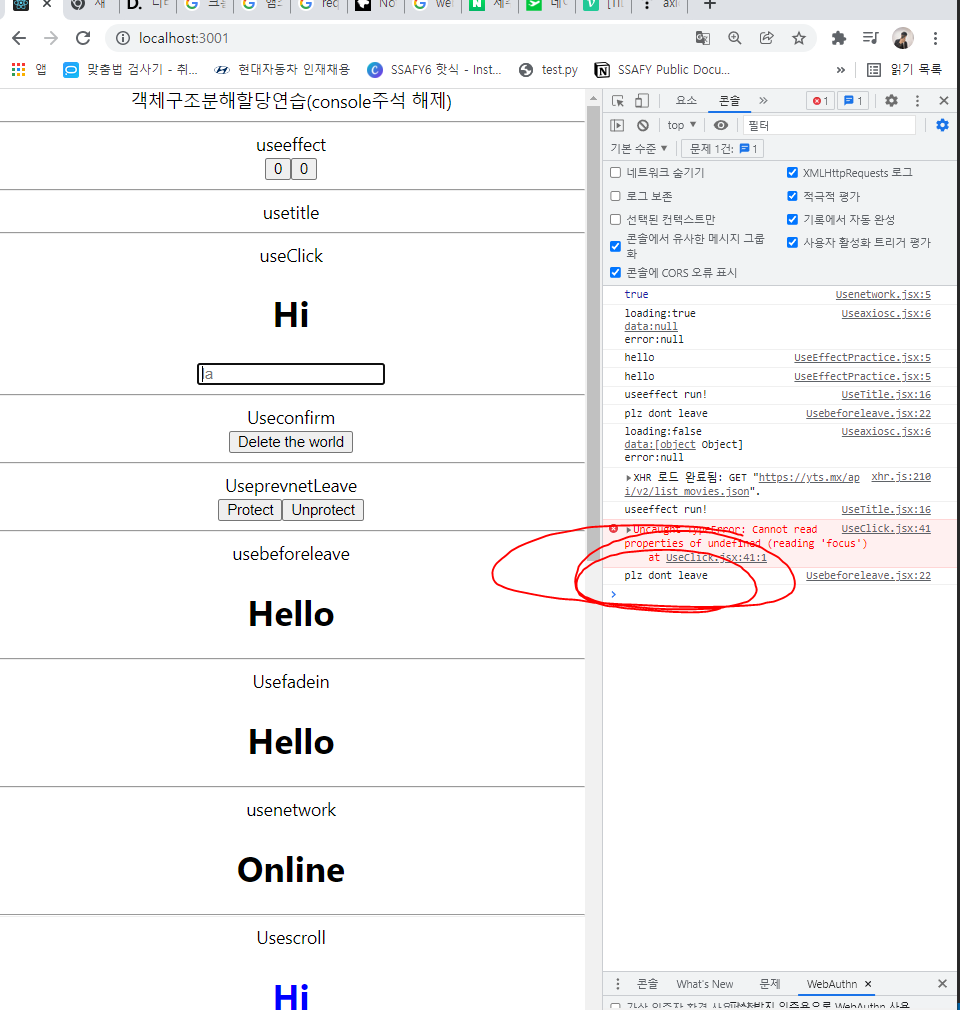 localhost:3001
앱 맞춤법 검사기 - 취... 현대자동차 인재채용 SSAFY6 핫식 - Inst... test.py SSAFY Public Docu... » 읽기 목록
객체구조분해할당연습(console주석 해제)
useeffect
0 0
usetitle
useClick
Hi
la
Useconfirm
Delete the world
UseprevnetLeave
Protect Unprotect
usebeforeleave
Hello
Usefadein
Hello
usenetwork
Online
Usescroll
Hi
요소 콘솔 » 1 1
top ▼ 필터
기본 수준 ▼ 문제 1건: 1
네트워크 숨기기 XMLHttpRequests 로그
로그 보존 적극적 평가
선택된 컨텍스트만 기록에서 자동 완성
콘솔에서 유사한 메시지 그룹화 사용자 활성화 트리거 평가
콘솔에 CORS 오류 표시
true Usenetwork.jsx:5
loading:true Useaxiosc.jsx:6
data:null
error:null
hello UseEffectPractice.jsx:5
hello UseEffectPractice.jsx:5
useeffect run! UseTitle.jsx:16
plz dont leave Usebeforeleave.jsx:22
loading:false Useaxiosc.jsx:6
data:[object Object]
error:null
XHR 로드 완료됨: GET "https://yts.mx/ap xhr.js:210
i/v2/list_movies.json".
useeffect run! UseTitle.jsx:16
Uncaught TypeError: Cannot read UseClick.jsx:41
properties of undefined (reading 'focus')
at UseClick.jsx:41:1
plz dont leave Usebeforeleave.jsx:22
콘솔 What's New 문제 WebAuthn ×